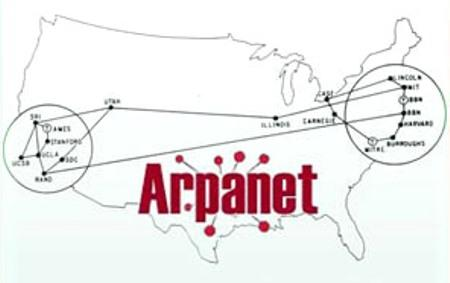 LINCOLN
CASE
MIT
UTAH
BBN
SRI
ILLINOIS
CARNEGIE
BBN
AMES
HARVARD
STANFORD
BURROUGHS
UCLA
MITRE
UCSB
SDC
RAND
Arpanet